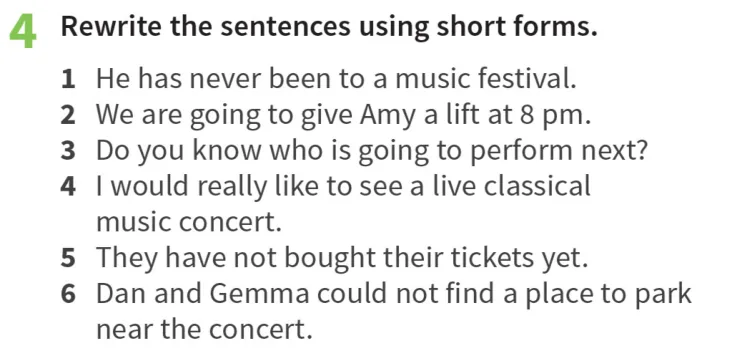 4 Rewrite the sentences using short forms.
1 He has never been to a music festival.
2 We are going to give Amy a lift at 8 pm.
3 Do you know who is going to perform next?
4 I would really like to see a live classical
music concert.
5 They have not bought their tickets yet.
6 Dan and Gemma could not find a place to park
near the concert.